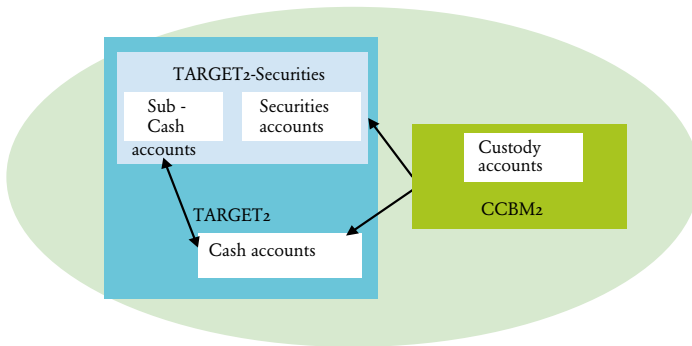 TARGET2-Securities
Sub -
Cash
accounts
Securities
accounts
TARGET2
Cash accounts
Custody
accounts
CCBM2